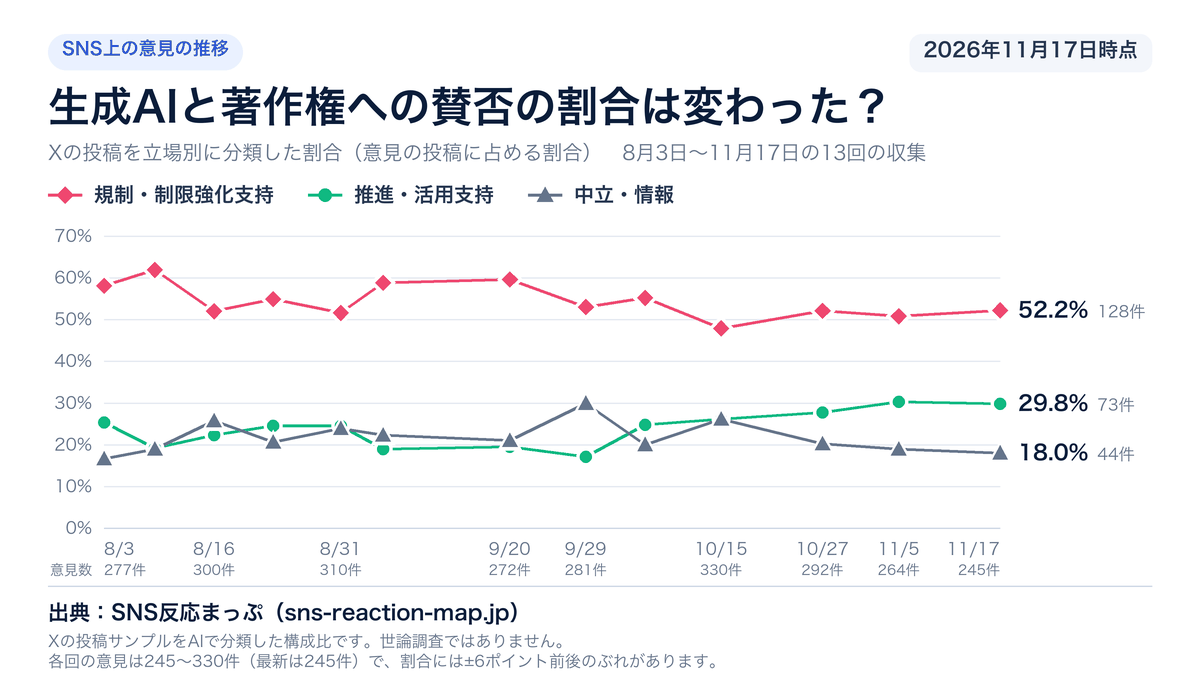 SNS上の意見の推移
2026年11月17日時点
生成AIと著作権への賛否の割合は変わった？
Xの投稿を立場別に分類した割合（意見の投稿に占める割合）　8月3日〜11月17日の13回の収集
規制・制限強化支持　推進・活用支持　中立・情報
70%
60%
50%
40%
30%
20%
10%
0%
52.2% 128件
29.8% 73件
18.0% 44件
8/3　8/16　8/31　9/20　9/29　10/15　10/27　11/5　11/17
意見数　277件　300件　310件　272件　281件　330件　292件　264件　245件
出典：SNS反応まっぷ（sns-reaction-map.jp）
Xの投稿サンプルをAIで分類した構成比です。世論調査ではありません。
各回の意見は245〜330件（最新は245件）で、割合には±6ポイント前後のぶれがあります。